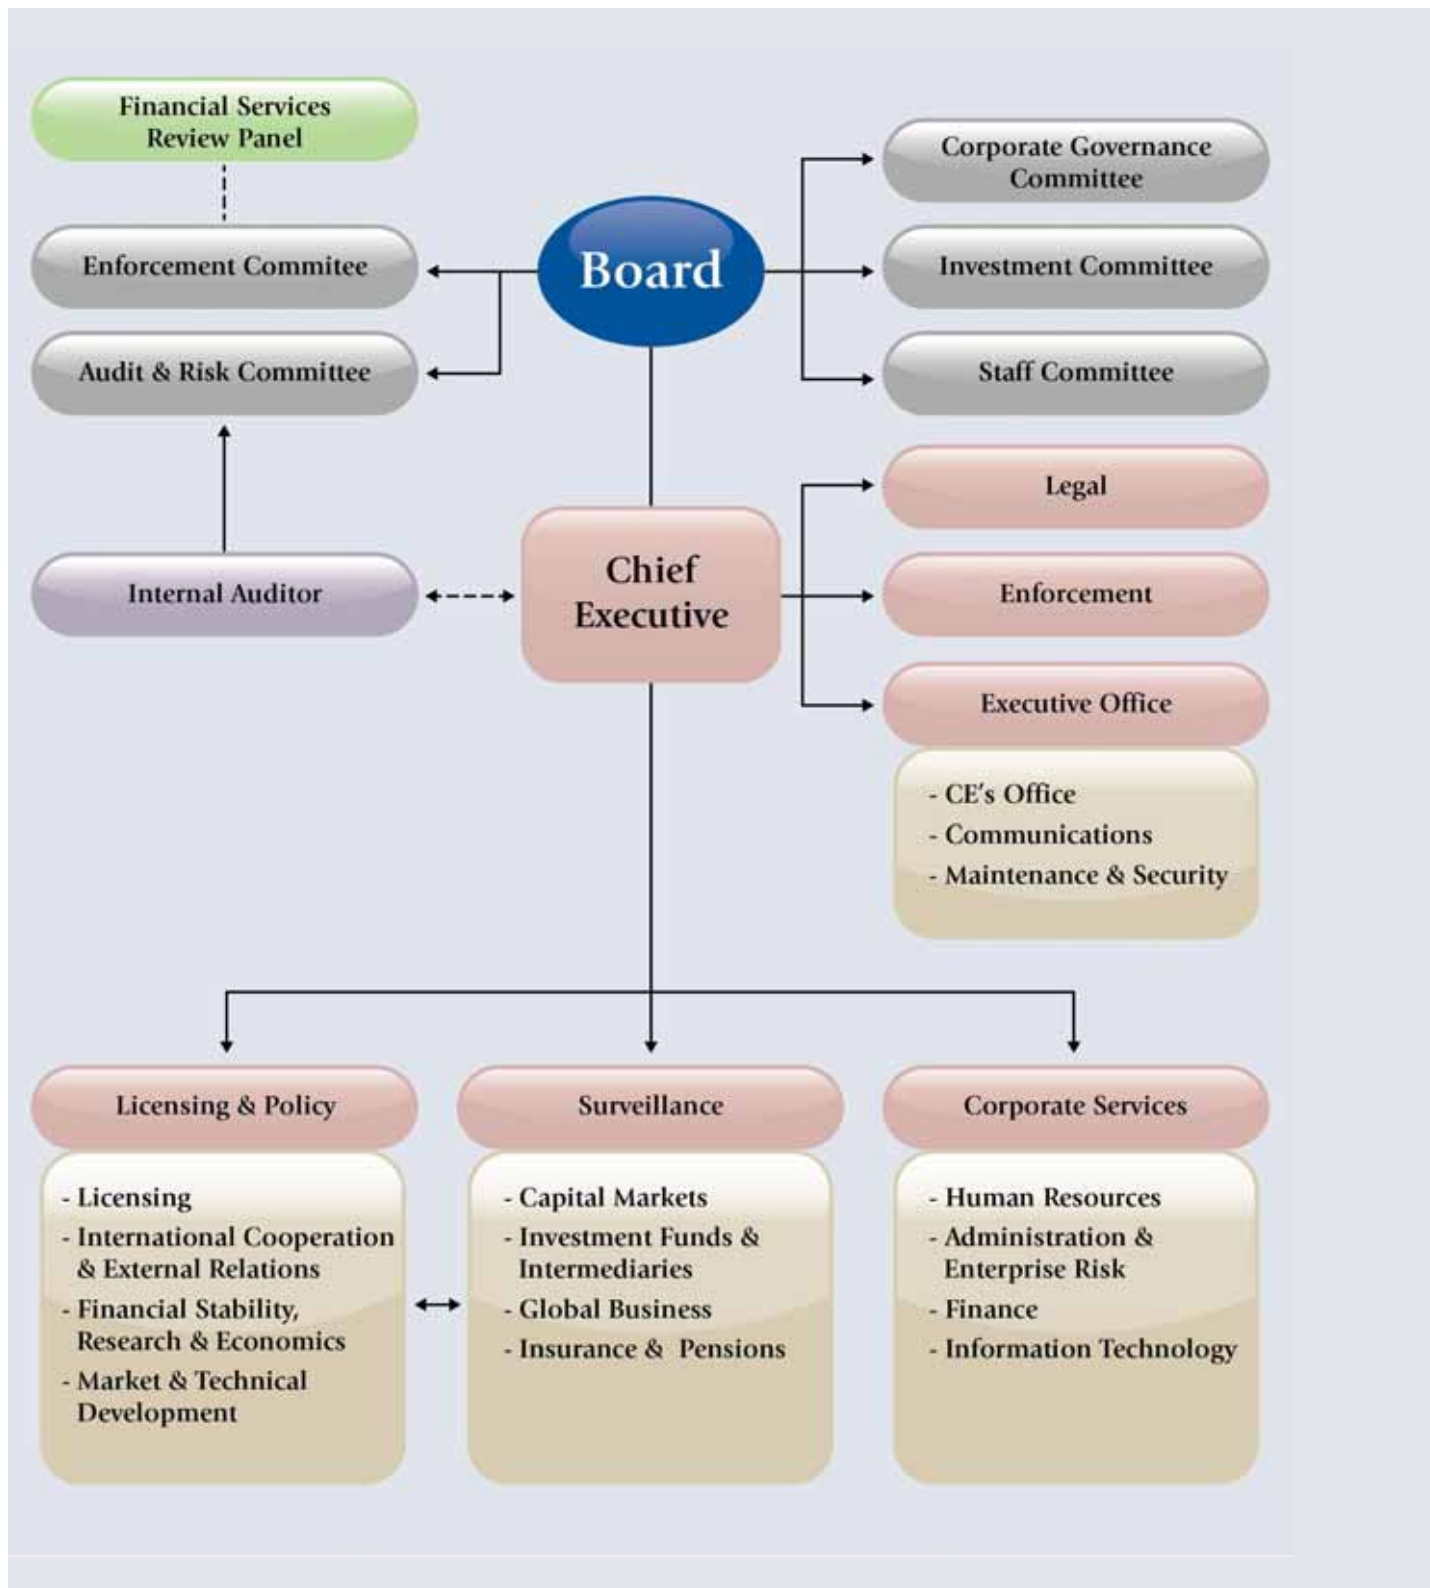 Financial Services
Review Panel
Enforcement Commitee
Audit & Risk Committee
Board
Corporate Governance
Committee
Investment Committee
Staff Committee
Internal Auditor
Chief
Executive
Legal
Enforcement
Executive Office
- CE's Office
- Communications
- Maintenance & Security
Licensing & Policy
- Licensing
- International Cooperation
& External Relations
- Financial Stability,
Research & Economics
- Market & Technical
Development
Surveillance
- Capital Markets
- Investment Funds &
Intermediaries
- Global Business
- Insurance & Pensions
Corporate Services
- Human Resources
- Administration &
Enterprise Risk
- Finance
- Information Technology